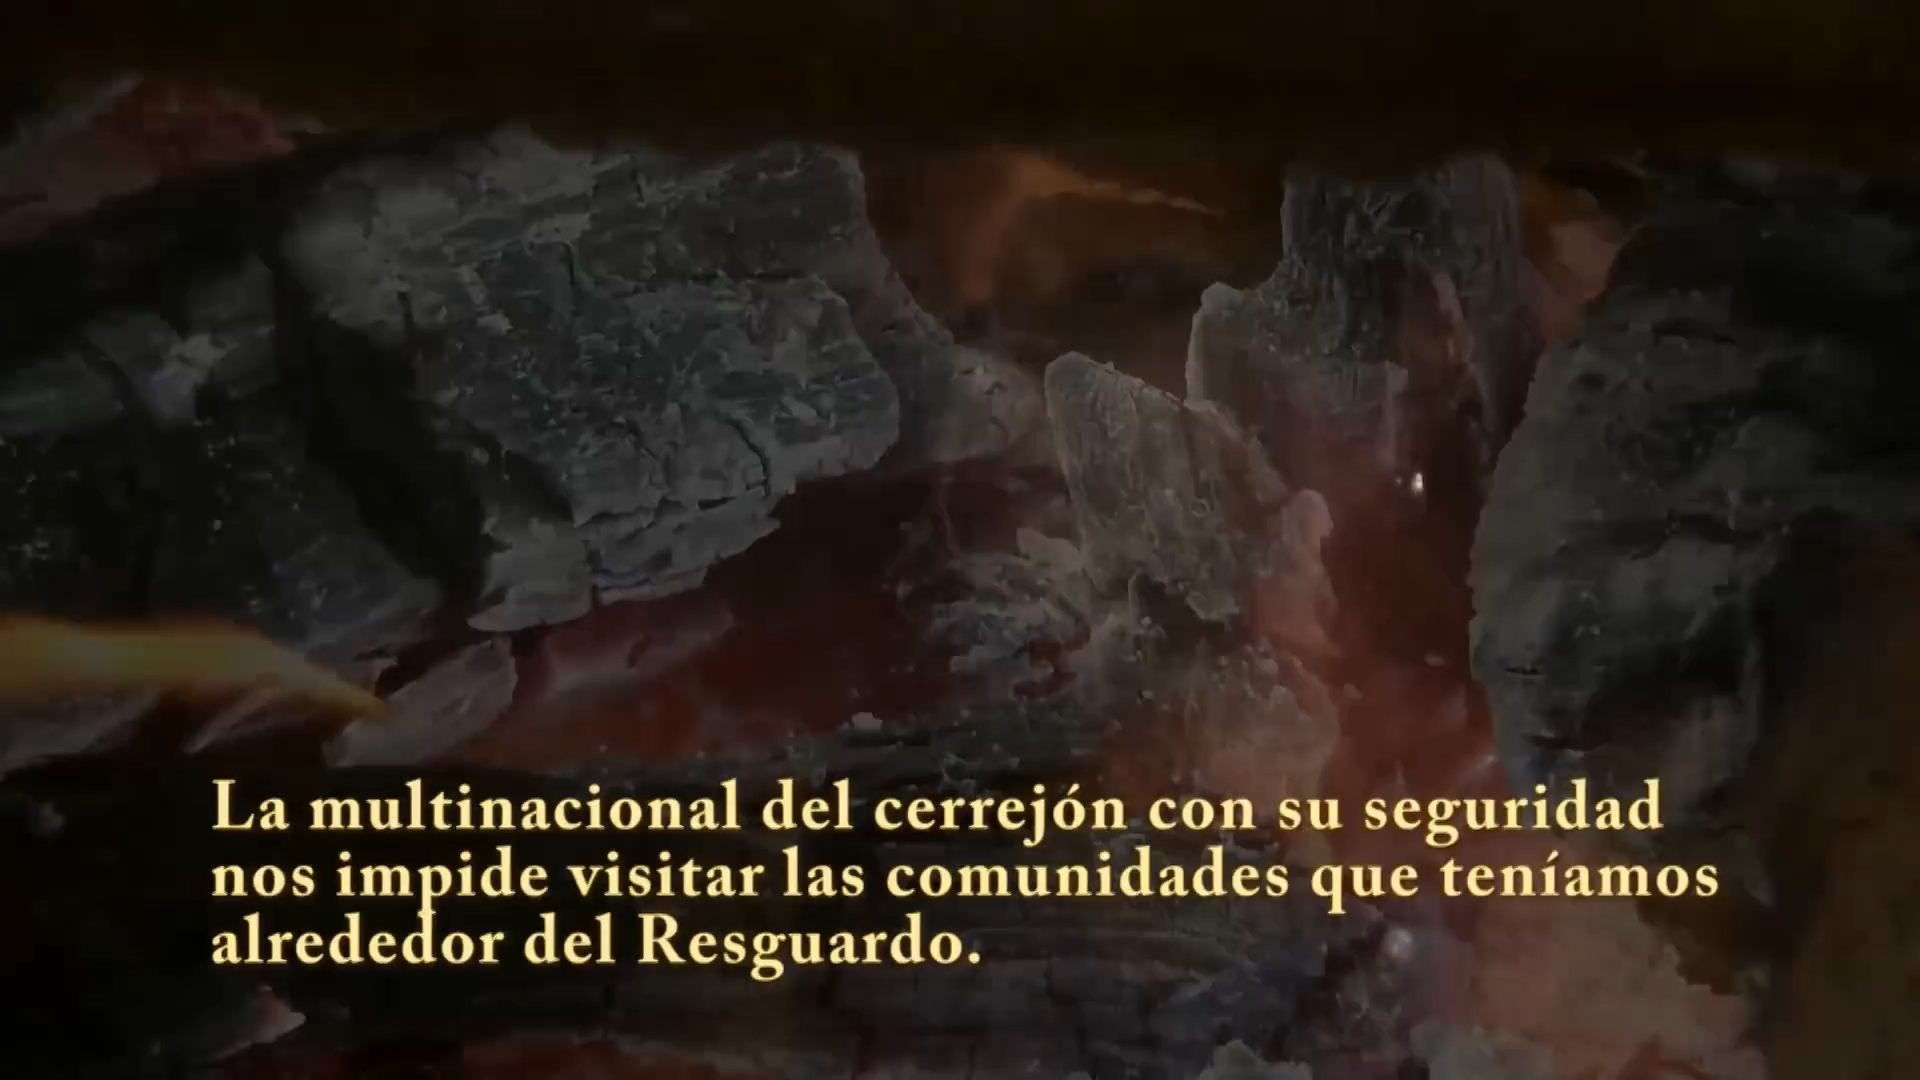 La multinacional del cerrejón con su seguridad
nos impide visitar las comunidades que teníamos
alrededor del Resguardo.